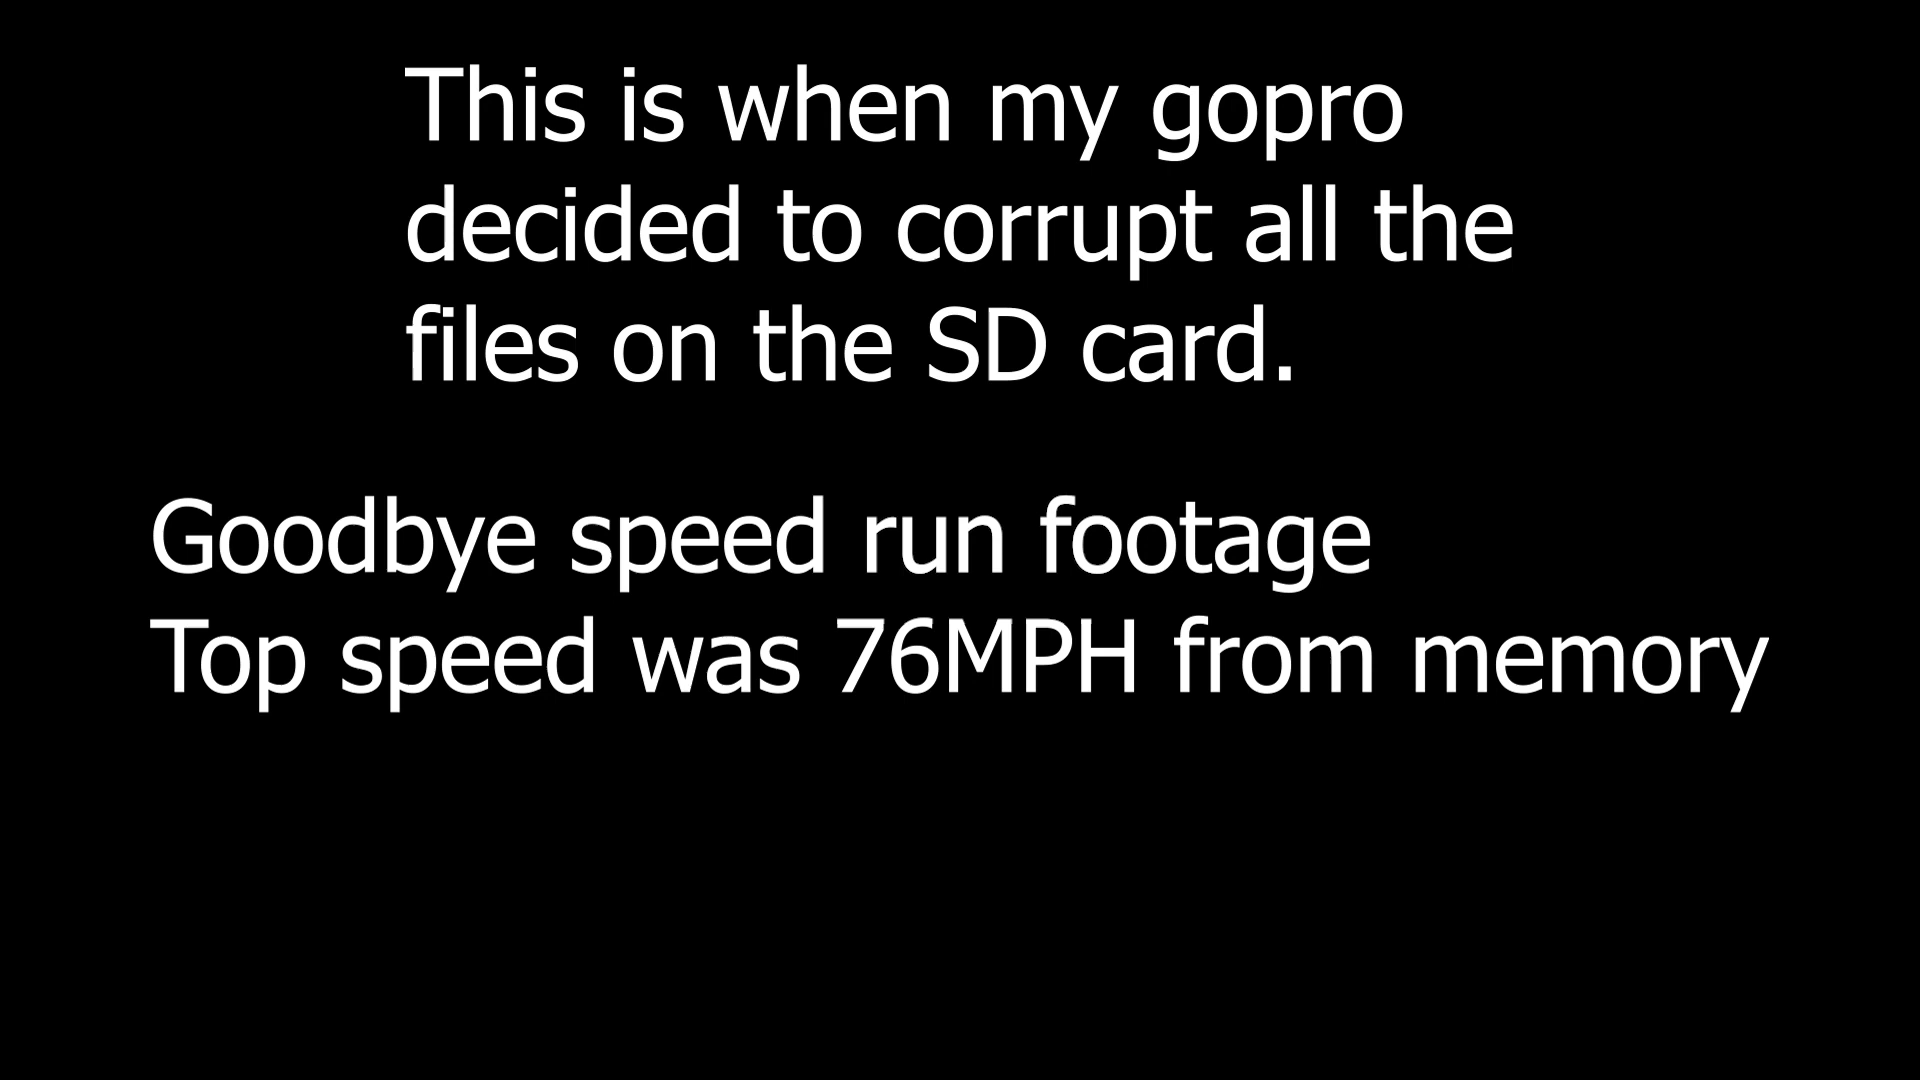 This is when my gopro
decided to corrupt all the
files on the SD card.
Goodbye speed run footage
Top speed was 76MPH from memory